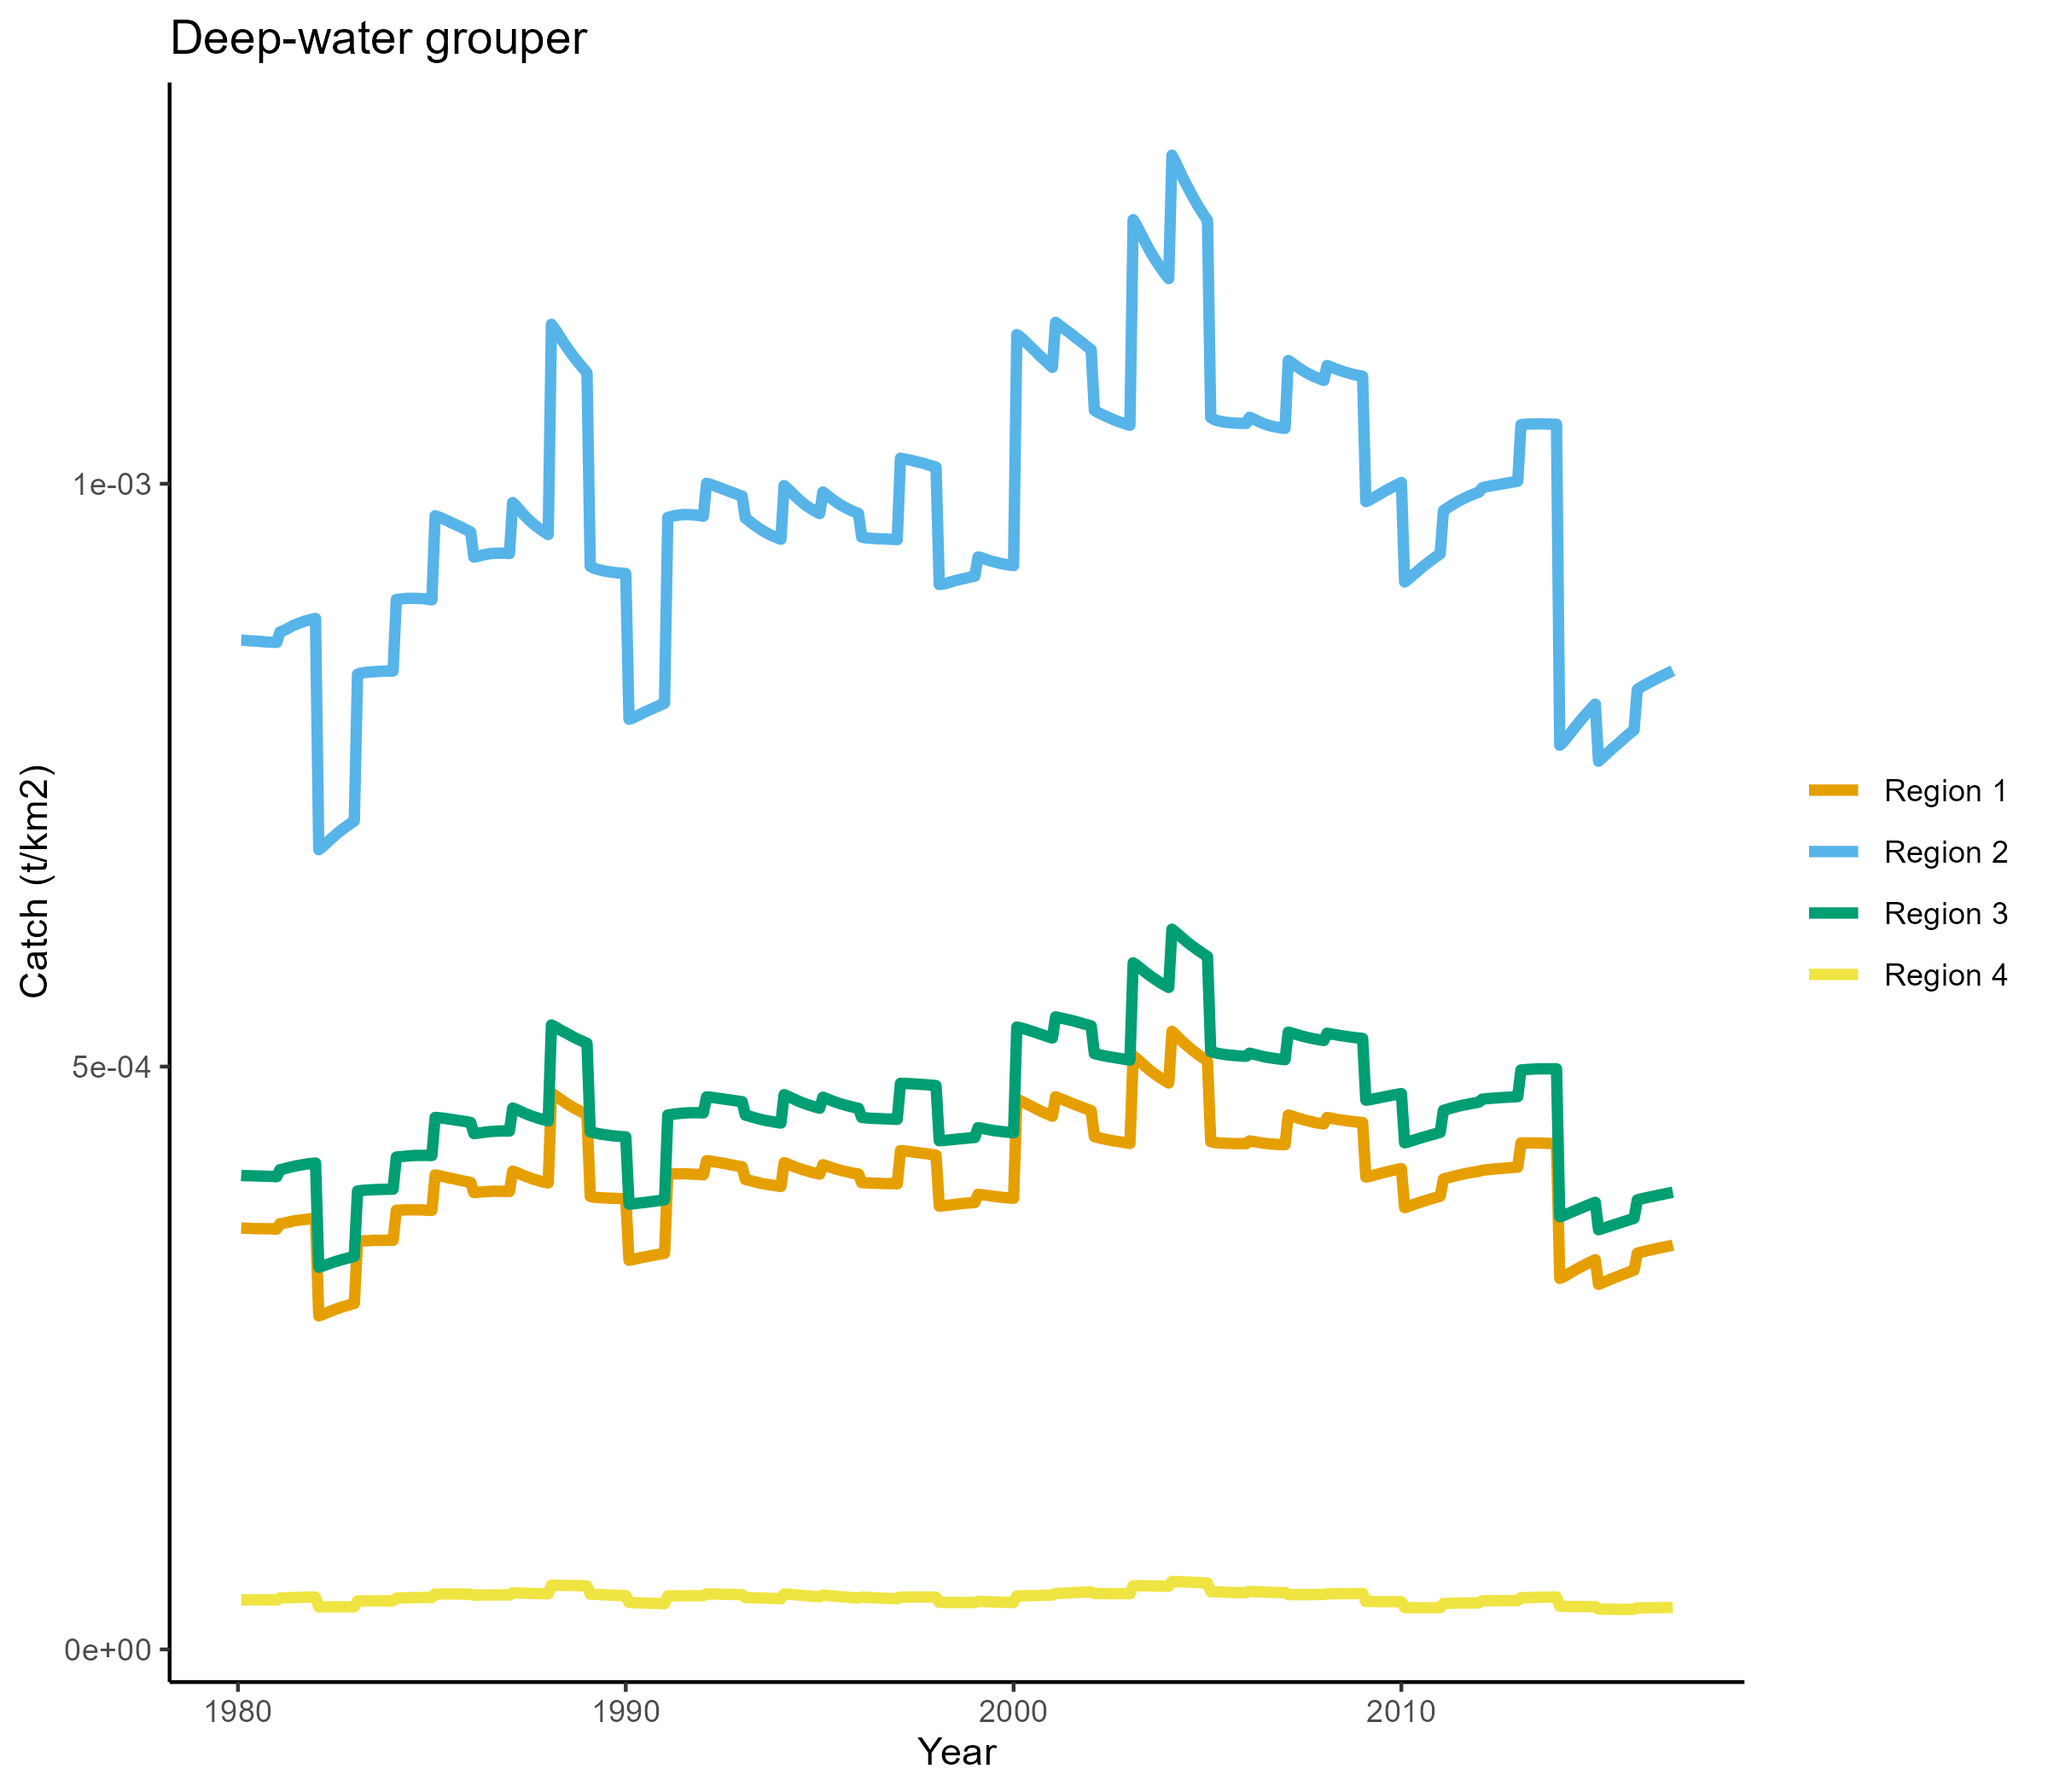 Deep-water grouper
Catch (t/km2)
1e-03
5e-04
0e+00
1980
1990
2000
2010
Year
Region 1
Region 2
Region 3
Region 4